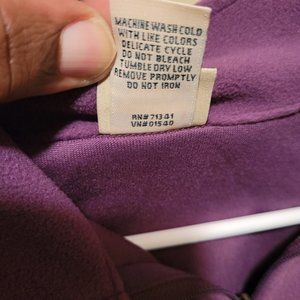 MACHINE WASH COLD
WITH LIKE COLORS
DELICATE CYCLE
DO NOT BLEACH
TUMBLE DRY LOW
REMOVE PROMPTLY
DO NOT IRON
RN# 71341
VN# 01540